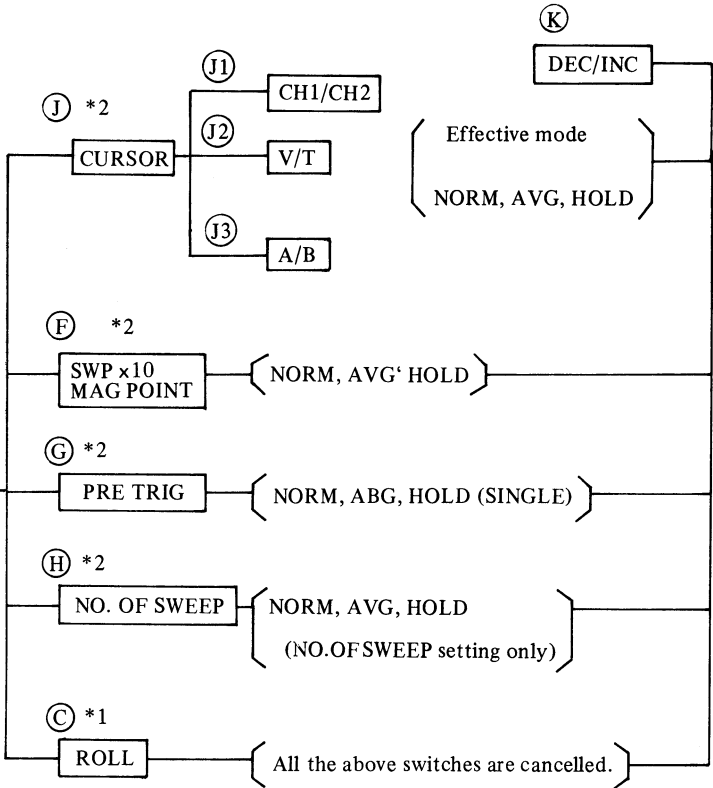 K
DEC/INC
J1
CH1/CH2
J *2
J2
Effective mode
CURSOR
V/T
NORM, AVG, HOLD
J3
A/B
F *2
SWP x10
MAG POINT
NORM, AVG‘ HOLD
G *2
PRE TRIG
NORM, ABG, HOLD (SINGLE)
H *2
NO. OF SWEEP
NORM, AVG, HOLD
(NO.OF SWEEP setting only)
C *1
ROLL
All the above switches are cancelled.